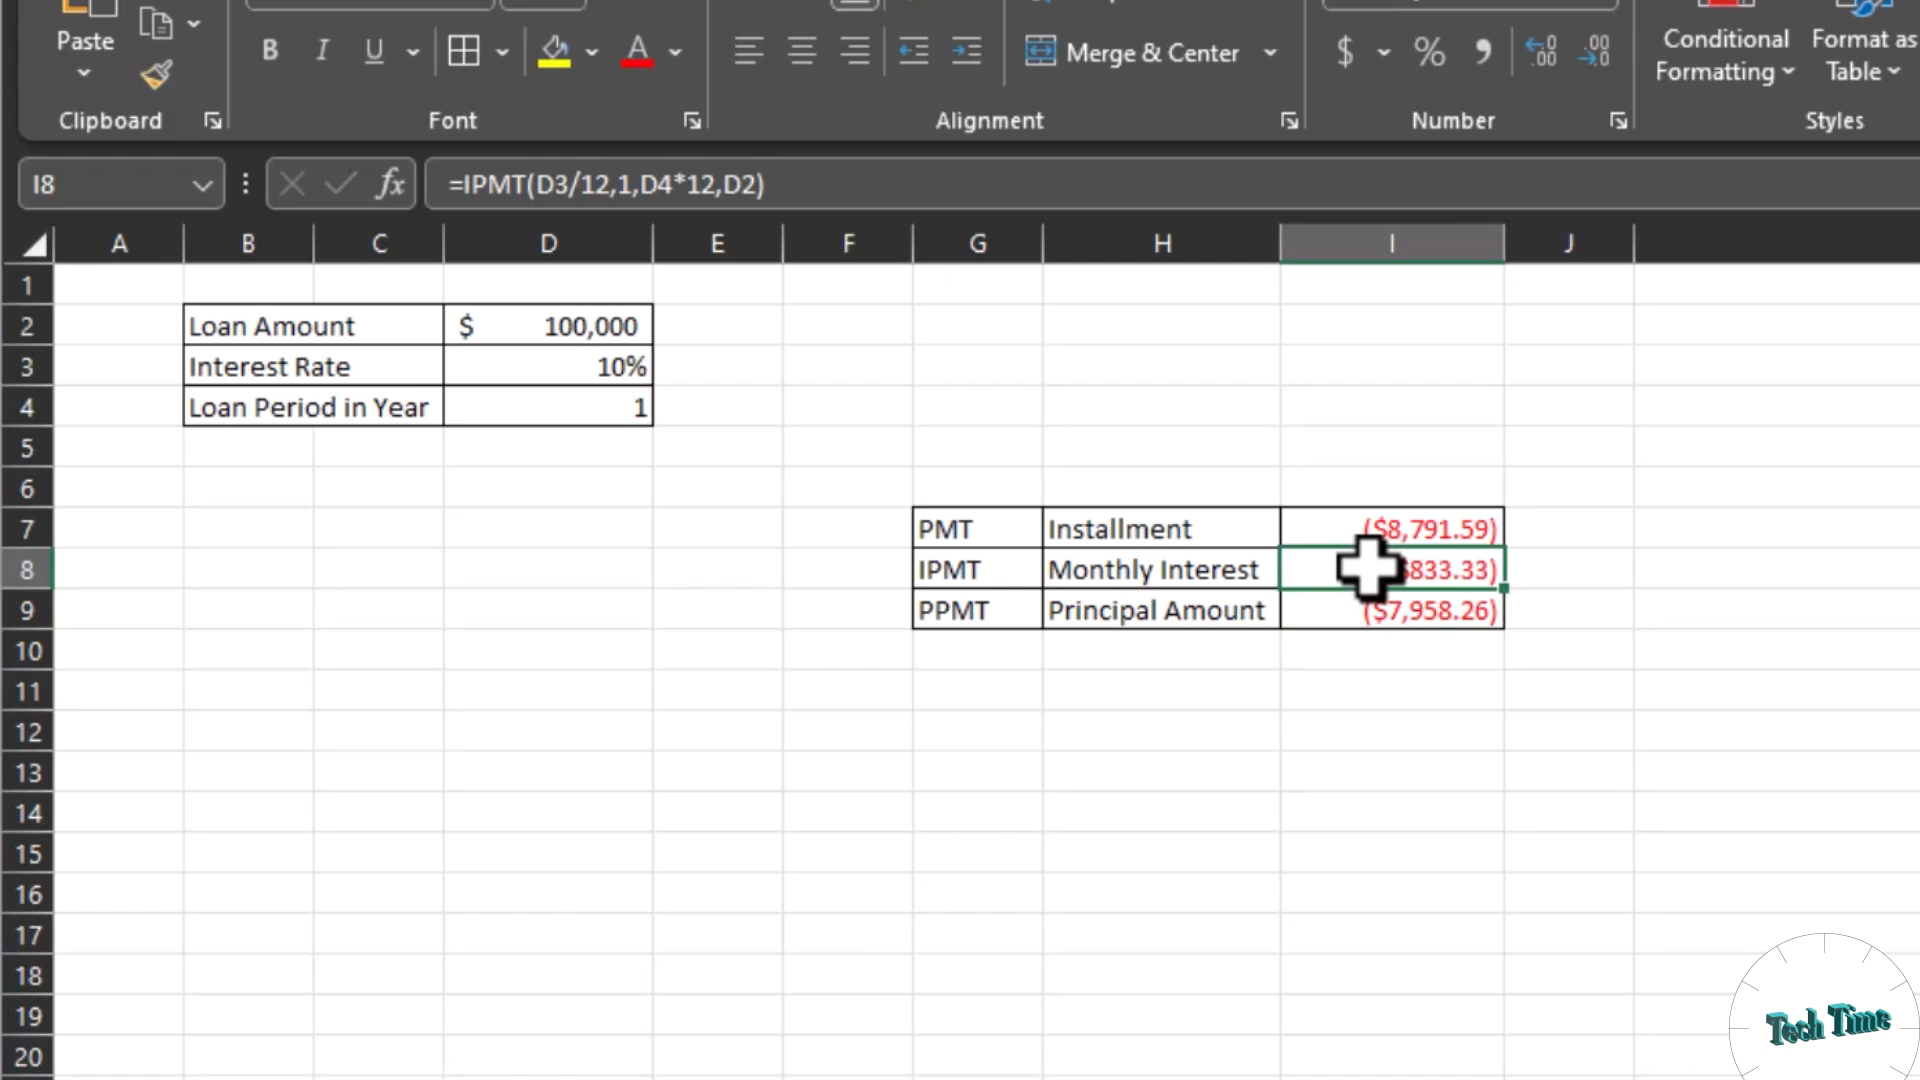 Paste
Conditional
Formatting
Format as
Table
B I U A
Merge & Center
$ % 9 .00 .00
Clipboard
Font
Alignment
Number
Styles
I8
fx
=IPMT(D3/12,1,D4*12,D2)
A B C D E F G H I J
1
2 Loan Amount $ 100,000
3 Interest Rate 10%
4 Loan Period in Year 1
5
6
7 PMT Installment ($8,791.59)
8 IPMT Monthly Interest 833.33)
9 PPMT Principal Amount ($7,958.26)
10
11
12
13
14
15
16
17
18
19
20
Tech Time